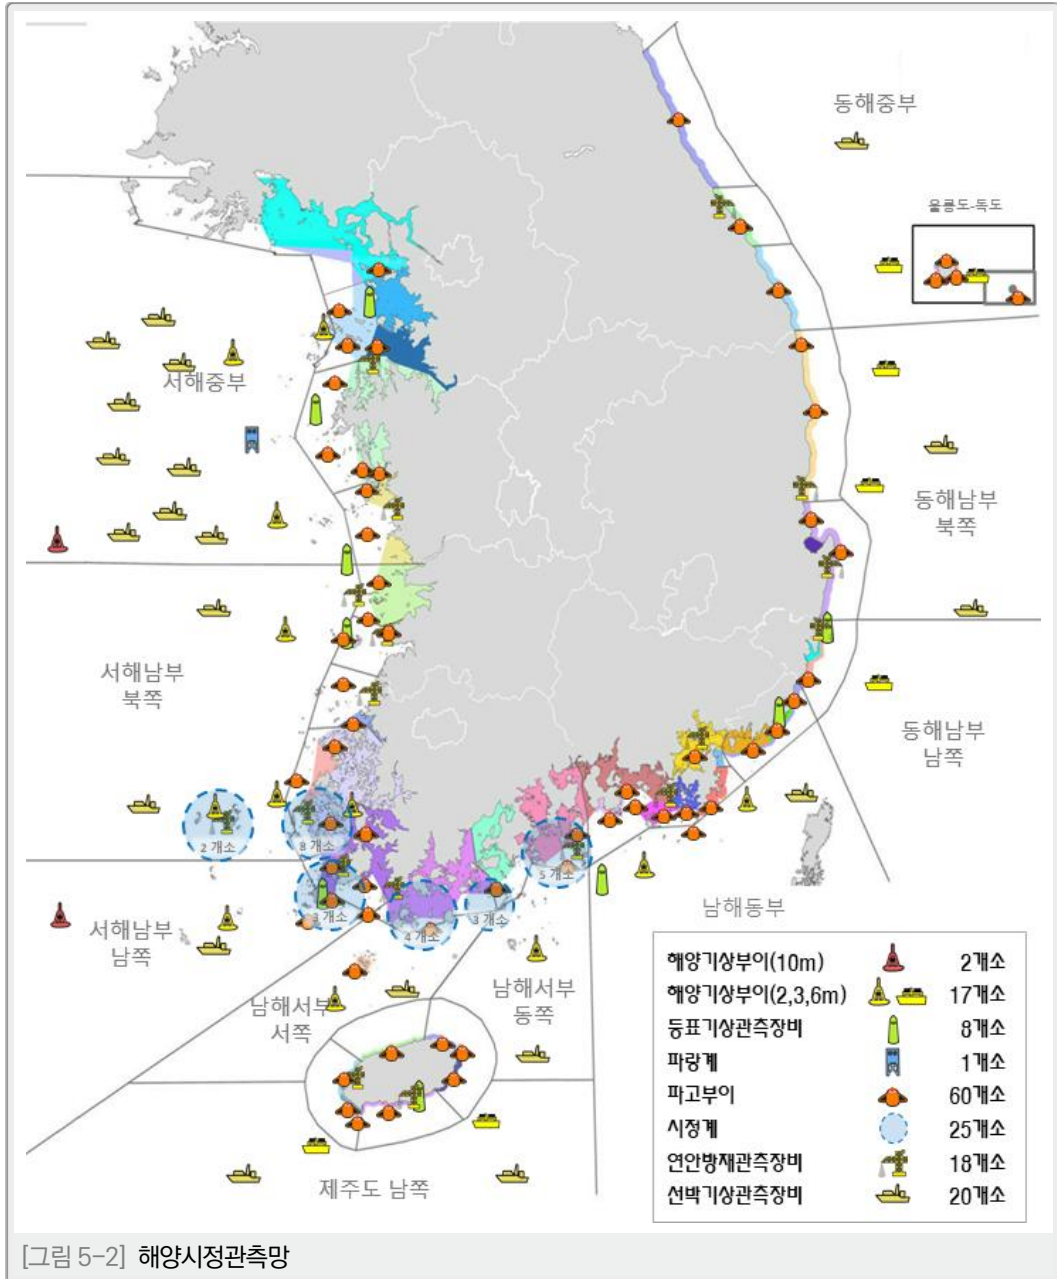 동해중부
울릉도-독도
서해중부
동해남부
북쪽
서해남부
북쪽
동해남부
남쪽
2 개소
8 개소
5 개소
3 개소
3 개소
4 개소
서해남부
남쪽
남해동부
남해서부
서쪽
남해서부
동쪽
제주도 남쪽
해양기상부이(10m) 2개소
해양기상부이(2,3,6m) 17개소
등표기상관측장비 8개소
파랑계 1개소
파고부이 60개소
시정계 25개소
연안방재관측장비 18개소
선박기상관측장비 20개소
[그림 5-2] 해양시정관측망